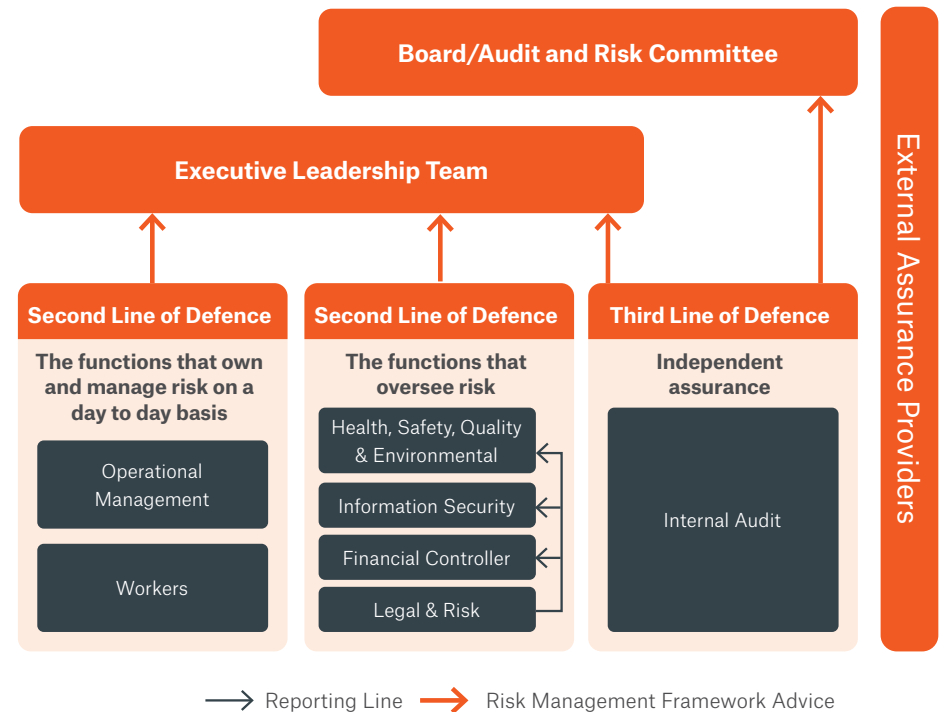 Board/Audit and Risk Committee
Executive Leadership Team
External Assurance Providers
Second Line of Defence
The functions that own
and manage risk on a
day to day basis
Operational
Management
Workers
Second Line of Defence
The functions that
oversee risk
Health, Safety, Quality
& Environmental
Information Security
Financial Controller
Legal & Risk
Third Line of Defence
Independent
assurance
Internal Audit
Reporting Line
Risk Management Framework Advice